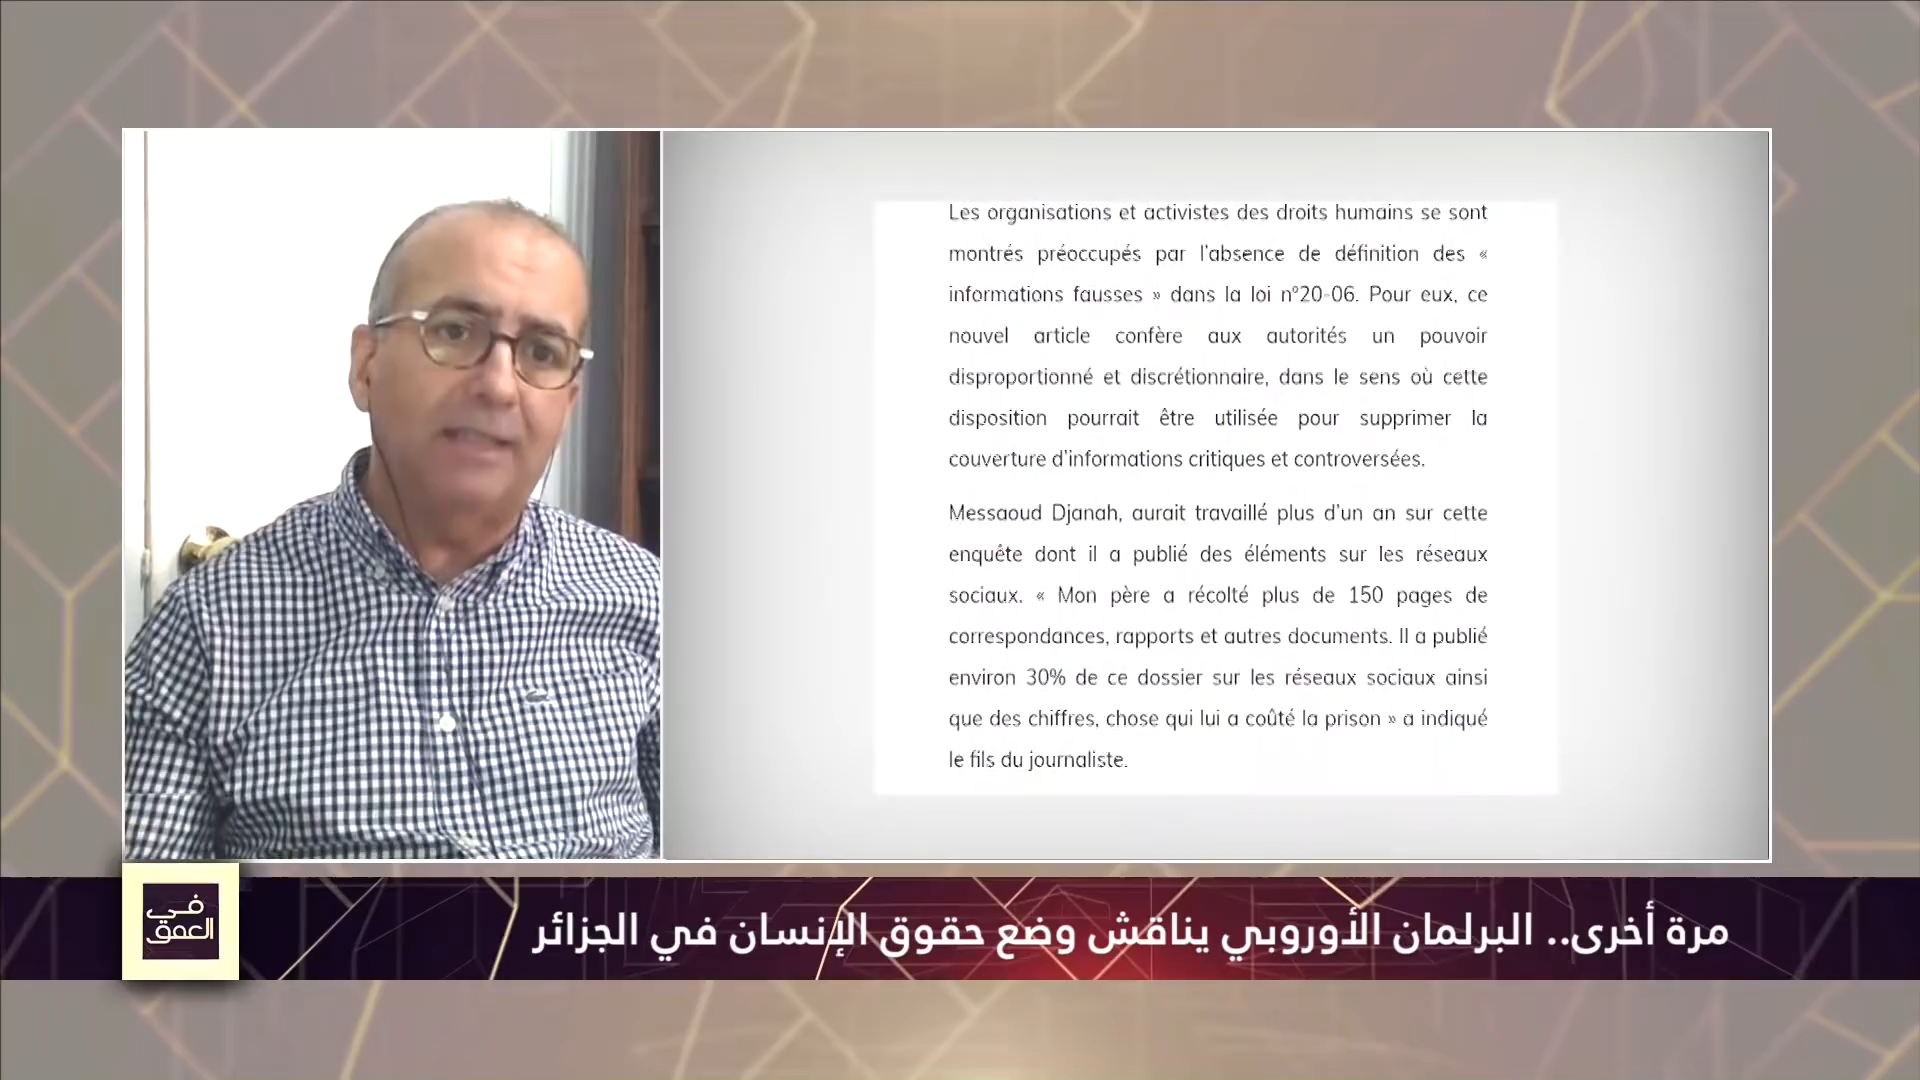 Les organisations et activistes des droits humains se sont
montrés préoccupés par l'absence de définition des «
informations fausses » dans la loi n°20-06. Pour eux, ce
nouvel article confère aux autorités un pouvoir
disproportionné et discrétionnaire, dans le sens où cette
disposition pourrait être utilisée pour supprimer la
couverture d'informations critiques et controversées.
Messaoud Djanah, aurait travaillé plus d'un an sur cette
enquête dont il a publié des éléments sur les réseaux
sociaux. « Mon père a récolté plus de 150 pages de
correspondances, rapports et autres documents. Il a publié
environ 30% de ce dossier sur les réseaux sociaux ainsi
que des chiffres, chose qui lui a coûté la prison » a indiqué
le fils du journaliste.
في
العمق
مرة أخرى.. البرلمان الأوروبي يناقش وضع حقوق الإنسان في الجزائر